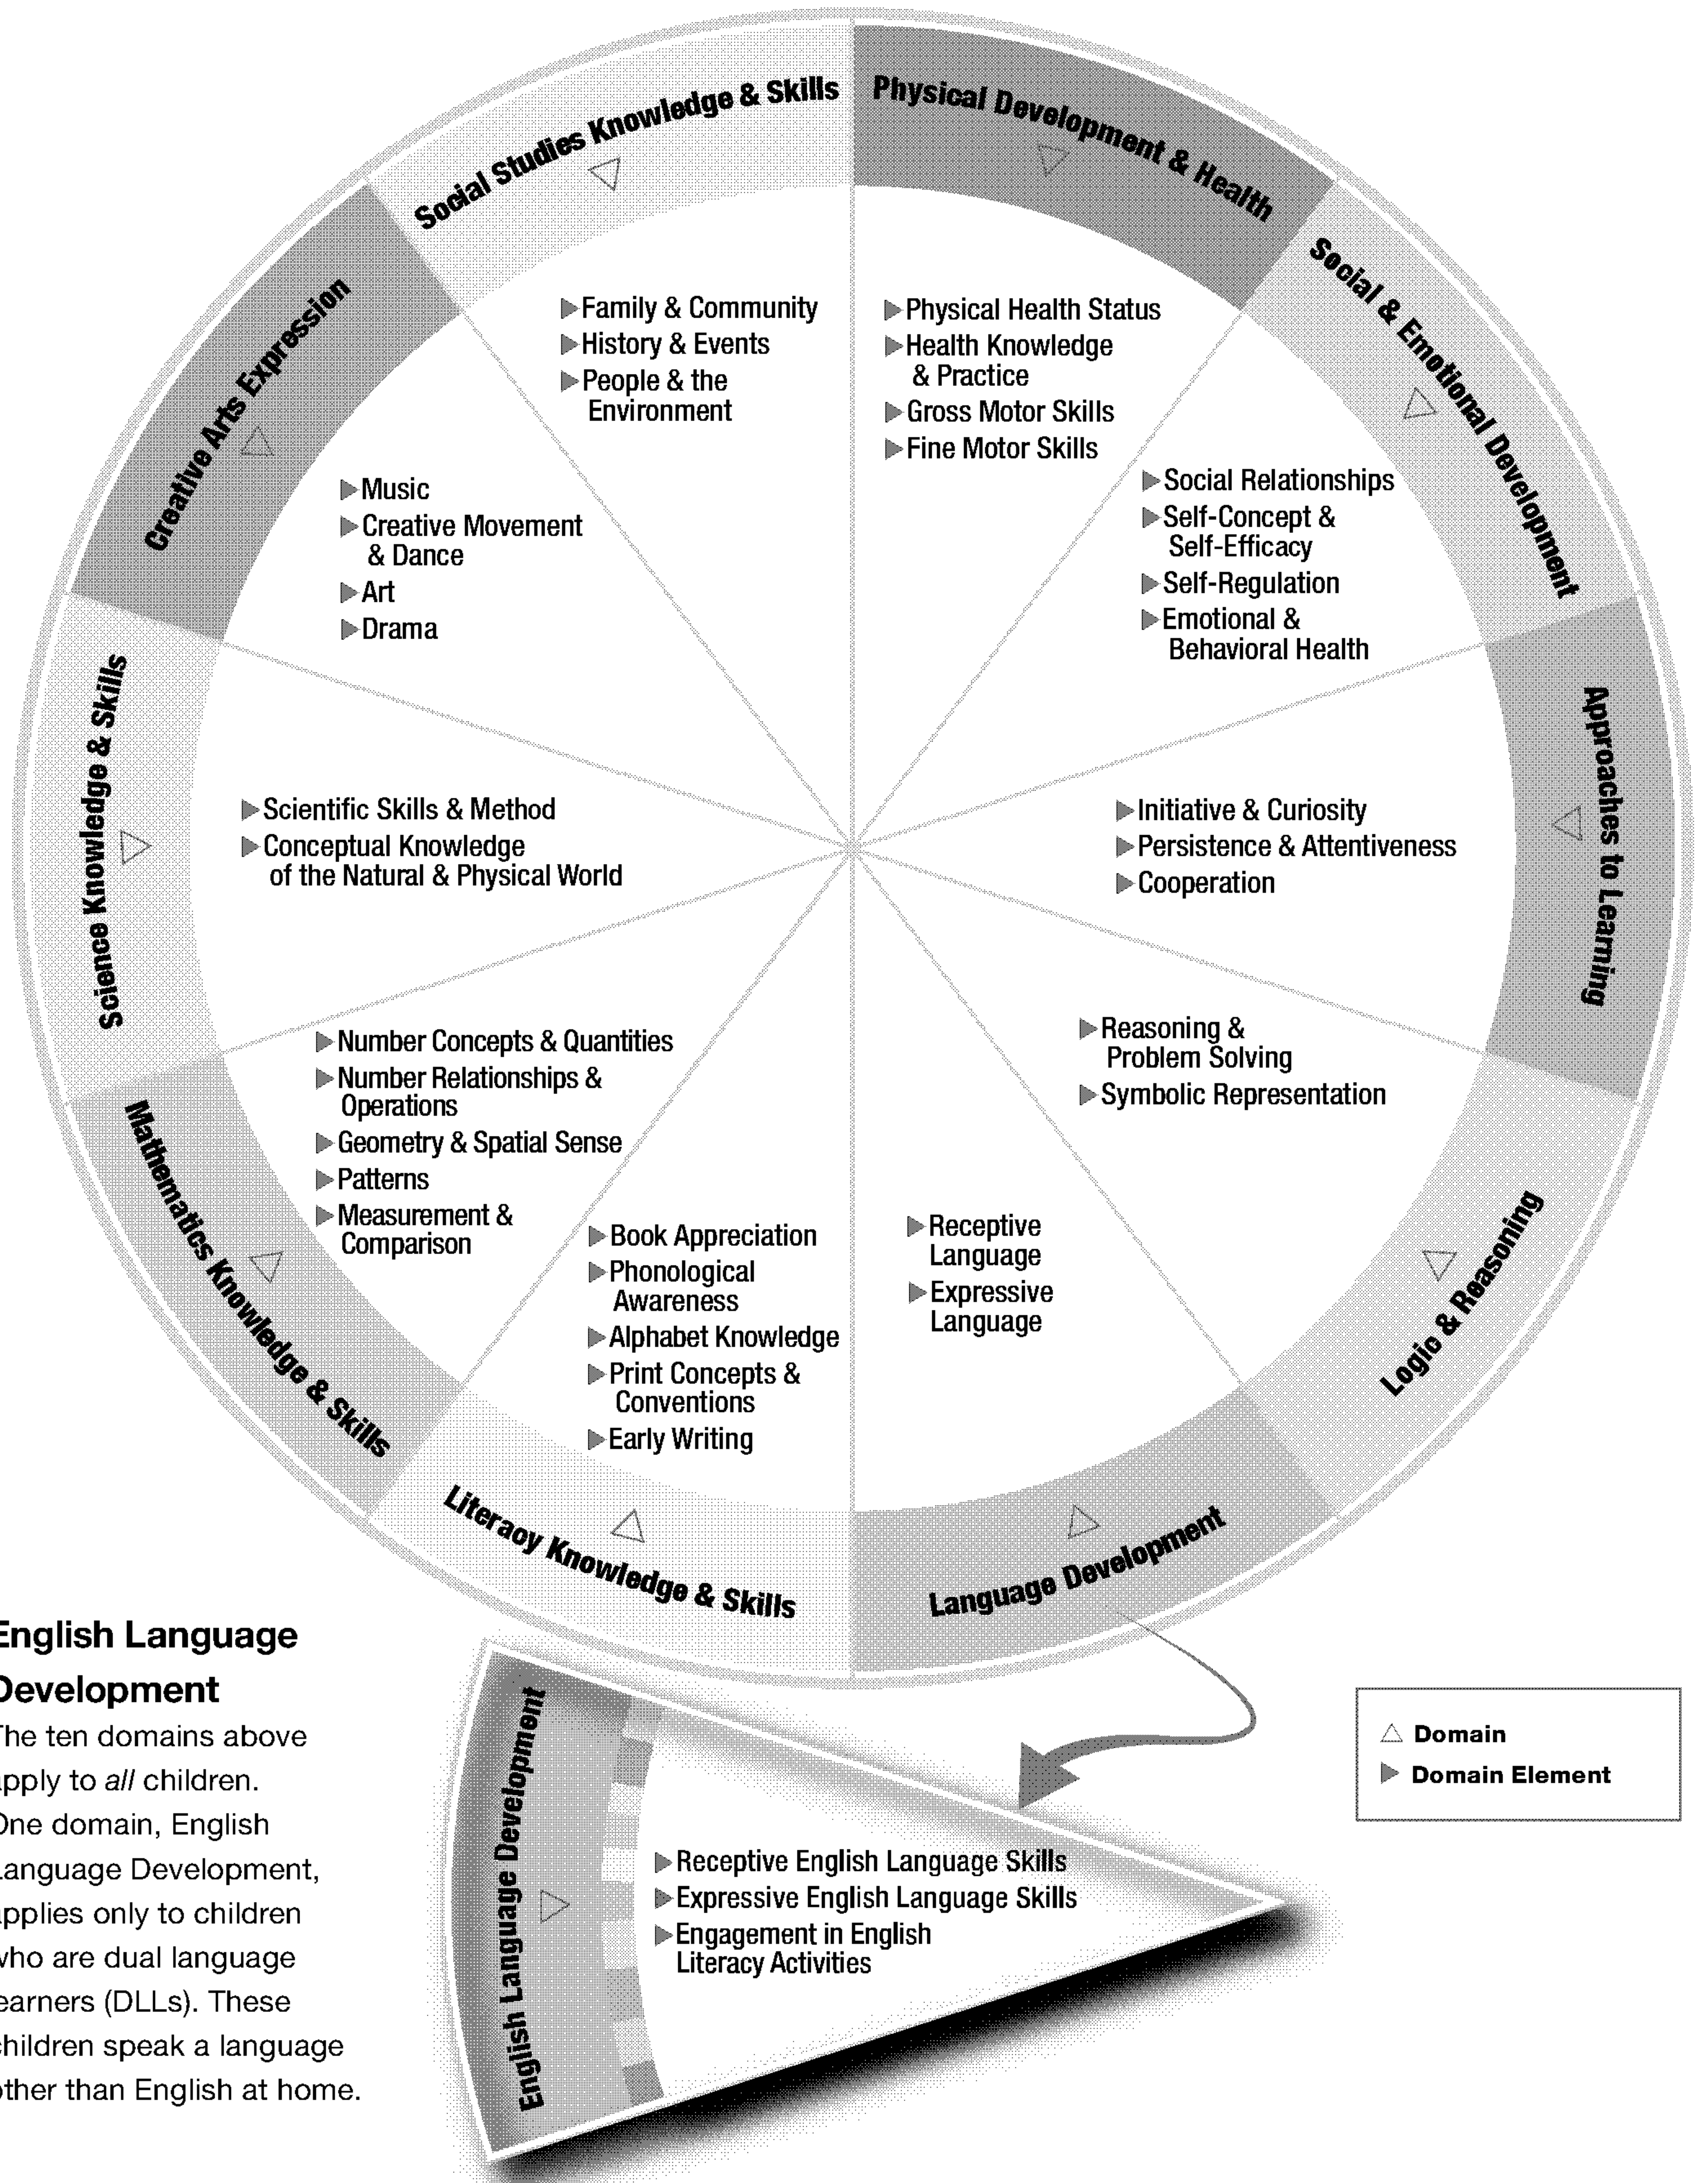 Social Studies Knowledge & Skills
Family & Community
History & Events
People & the
Environment
Physical Development & Health
Physical Health Status
Health Knowledge
& Practice
Gross Motor Skills
Fine Motor Skills
Social & Emotional Development
Social Relationships
Self-Concept &
Self-Efficacy
Self-Regulation
Emotional &
Behavioral Health
Approaches to Learning
Initiative & Curiosity
Persistence & Attentiveness
Cooperation
Logic & Reasoning
Reasoning &
Problem Solving
Symbolic Representation
Language Development
Receptive
Language
Expressive
Language
Literacy Knowledge & Skills
Book Appreciation
Phonological
Awareness
Alphabet Knowledge
Print Concepts &
Conventions
Early Writing
Mathematics Knowledge & Skills
Number Concepts & Quantities
Number Relationships &
Operations
Geometry & Spatial Sense
Patterns
Measurement &
Comparison
Science Knowledge & Skills
Scientific Skills & Method
Conceptual Knowledge
of the Natural & Physical World
Creative Arts Expression
Music
Creative Movement
& Dance
Art
Drama
English Language
Development
The ten domains above
apply to all children.
One domain, English
Language Development,
applies only to children
who are dual language
learners (DLLs). These
children speak a language
other than English at home.
English Language Development
Receptive English Language Skills
Expressive English Language Skills
Engagement in English
Literacy Activities
Domain
Domain Element